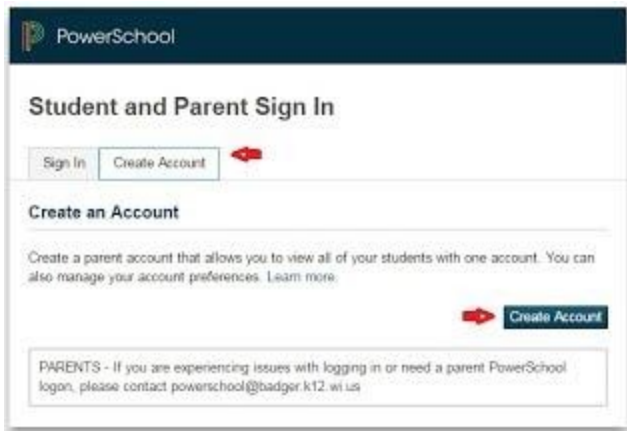 PowerSchool
Student and Parent Sign In
Sign In
Create Account
Create an Account
Create a parent account that allows you to view all of your students with one account. You can
also manage your account preferences. Learn more.
Create Account
PARENTS - If you are experiencing issues with logging in or need a parent PowerSchool
logon, please contact powerschool@badger.k12.wi.us